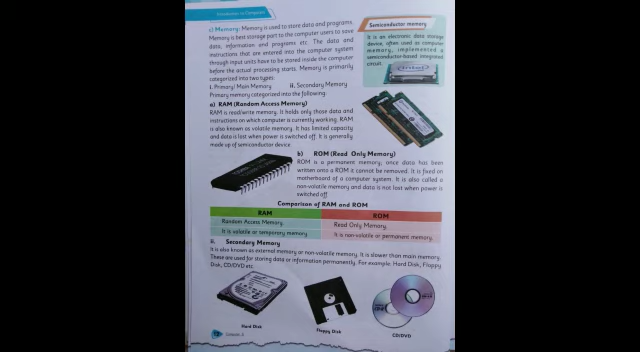 Introduction to Computers
c) Memory: Memory is used to store data and programs.
Memory is best storage part to the computer users to save
data, information and programs etc. The data and
instructions that are entered into the computer system
through input units have to be stored inside the computer
before the actual processing starts. Memory is primarily
categorized into two types:
i. Primary/ Main Memory ii. Secondary Memory
Primary memory categorized into the following.
Semiconductor memory
It is an electronic data storage
device, often used as computer
memory, implemented a
semiconductor-based integrated
circuit.
a) RAM (Random Access Memory)
RAM is read/write memory. It holds only those data and
instructions on which computer is currently working. RAM
is also known as volatile memory. It has limited capacity
and data is lost when power is switched off. It is generally
made up of semiconductor device.
b) ROM (Read Only Memory)
ROM is a permanent memory, once data has been
written onto a ROM it cannot be removed. It is fixed on
motherboard of a computer system. It is also called a
non-volatile memory and data is not lost when power is
switched off.
Comparison of RAM and ROM
RAM ROM
Random Access Memory. Read Only Memory.
It is volatile or temporary memory. It is non-volatile or permanent memory.
ii. Secondary Memory
It is also known as external memory or non-volatile memory. It is slower than main memory.
These are used for storing data or information permanently. For example: Hard Disk, Floppy
Disk, CD/DVD etc.
Hard Disk
Floppy Disk
CD/DVD
12